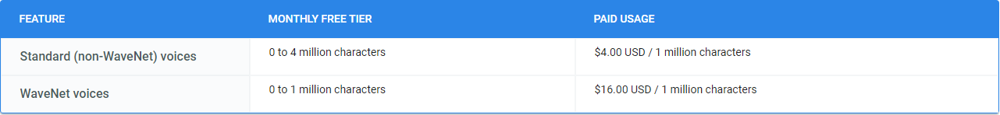 FEATURE MONTHLY FREE TIER PAID USAGE
Standard (non-WaveNet) voices 0 to 4 million characters $4.00 USD / 1 million characters
WaveNet voices 0 to 1 million characters $16.00 USD / 1 million characters